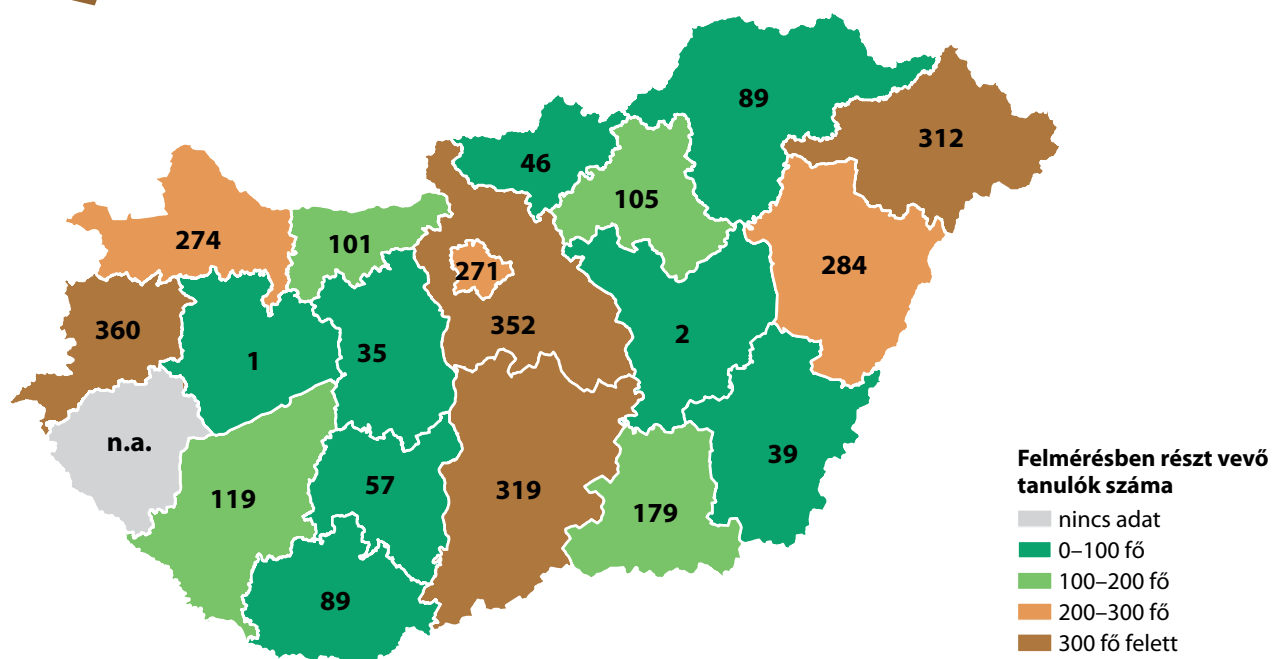 89
312
46
105
274
101
284
271
360
352
2
1
35
n.a.
39
57
319
119
179
89
Felmérésben részt vevő
tanulók száma
nincs adat
0–100 fő
100–200 fő
200–300 fő
300 fő felett